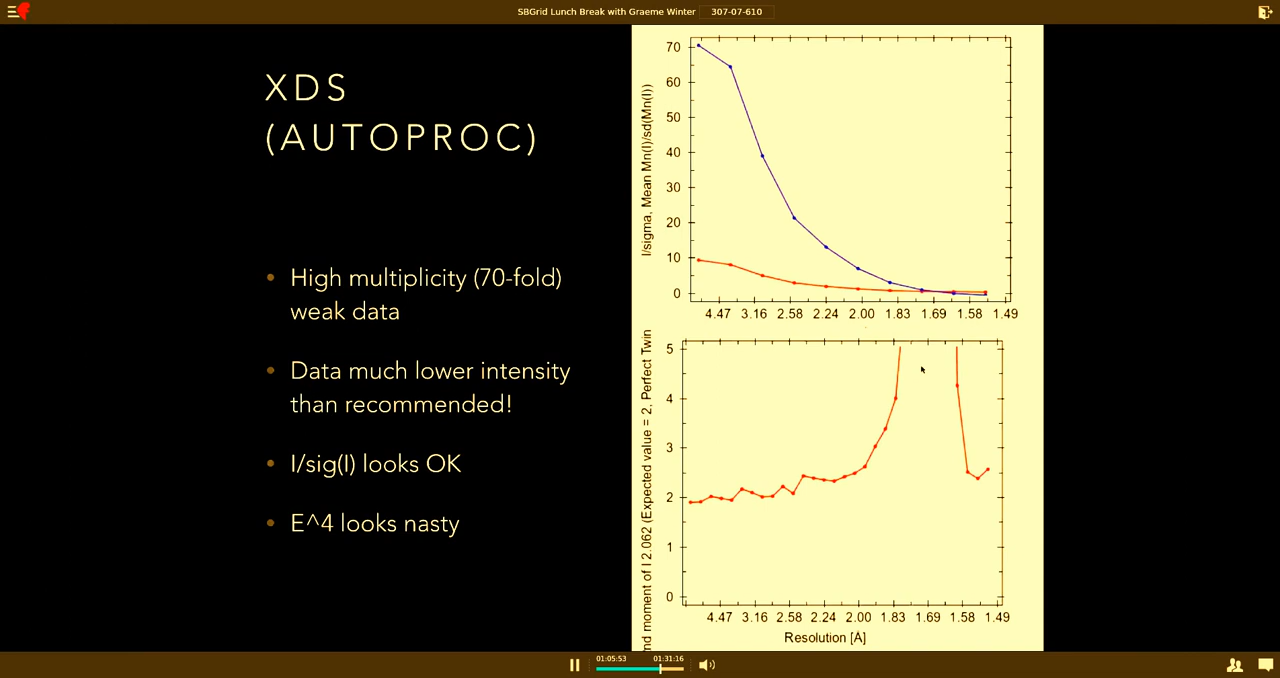 SBGrid Lunch Break with Graeme Winter 307-07-610
XDS
(AUTOPROC)
• High multiplicity (70-fold)
weak data
• Data much lower intensity
than recommended!
• I/sig(I) looks OK
• E^4 looks nasty
I/sigma, Mean Mn(I)/sd(Mn(I))
70
60
50
40
30
20
10
0
4.47 3.16 2.58 2.24 2.00 1.83 1.69 1.58 1.49
nd moment of I 2.062 (Expected value = 2, Perfect Twin
5
4
3
2
1
0
4.47 3.16 2.58 2.24 2.00 1.83 1.69 1.58 1.49
Resolution [Å]
01:05:53 01:31:16